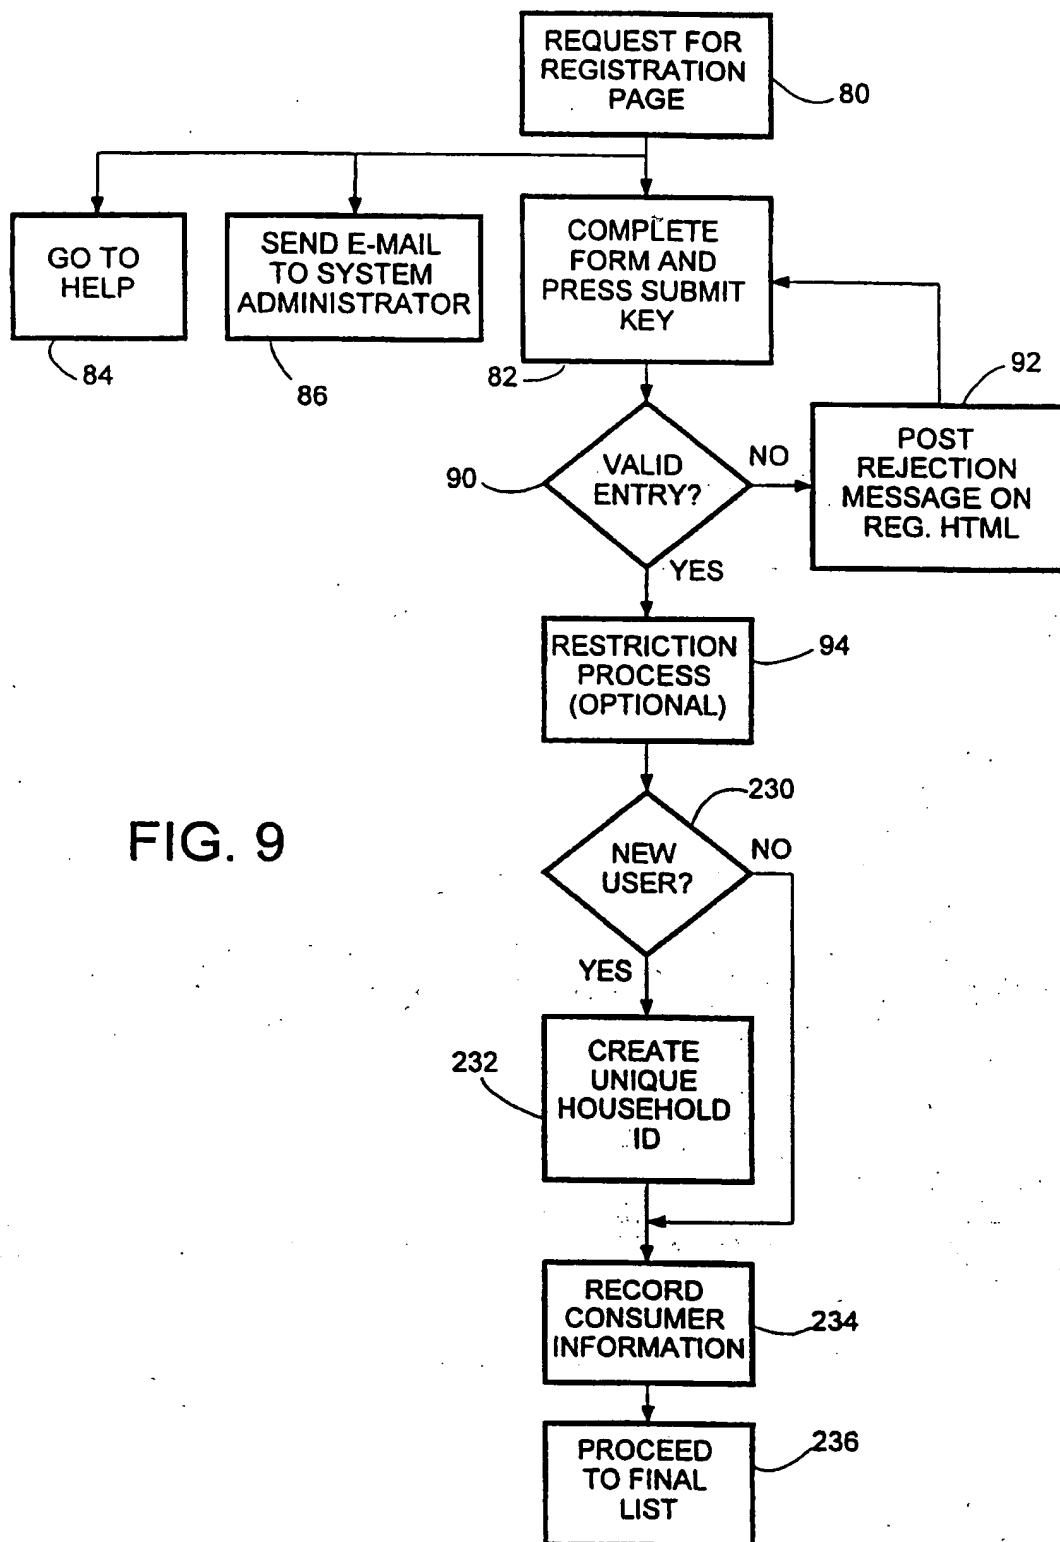 REQUEST FOR
REGISTRATION
PAGE
80
GO TO
HELP
84
SEND E-MAIL
TO SYSTEM
ADMINISTRATOR
86
COMPLETE
FORM AND
PRESS SUBMIT
KEY
82
92
POST
REJECTION
MESSAGE ON
REG. HTML
90
VALID
ENTRY?
NO
YES
RESTRICTION
PROCESS
(OPTIONAL)
94
230
FIG. 9
NEW
USER?
NO
YES
232
CREATE
UNIQUE
HOUSEHOLD
ID
RECORD
CONSUMER
INFORMATION
234
PROCEED
TO FINAL
LIST
236